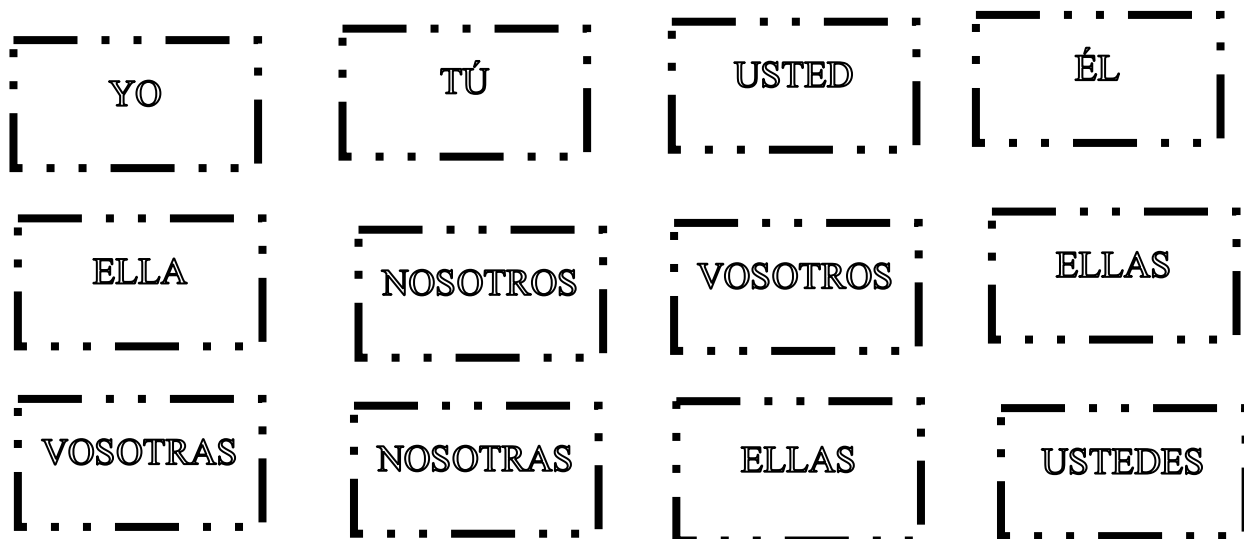 YO
TÚ
USTED
ÉL
ELLA
NOSOTROS
VOSOTROS
ELLAS
VOSOTRAS
NOSOTRAS
ELLAS
USTEDES